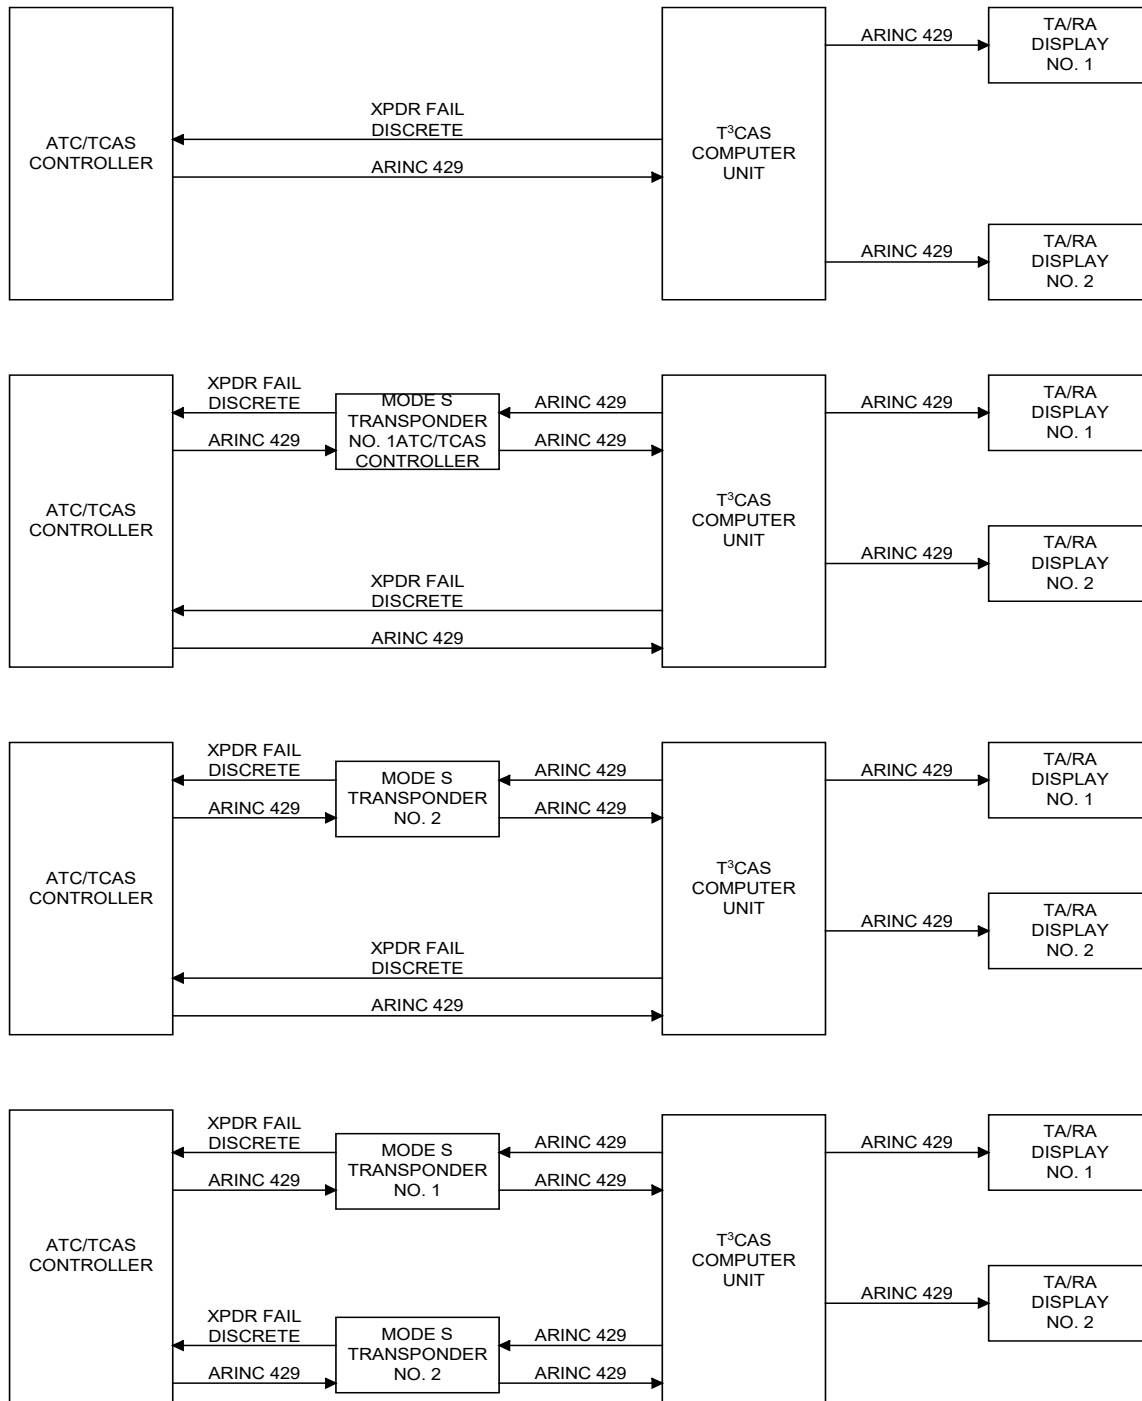 ARINC 429
TA/RA
DISPLAY
NO. 1
XPDR FAIL
DISCRETE
ATC/TCAS
CONTROLLER
ARINC 429
T³CAS
COMPUTER
UNIT
ARINC 429
TA/RA
DISPLAY
NO. 2
XPDR FAIL
DISCRETE
ARINC 429
MODE S
TRANSPONDER
NO. 1ATC/TCAS
CONTROLLER
ARINC 429
ARINC 429
ARINC 429
TA/RA
DISPLAY
NO. 1
ATC/TCAS
CONTROLLER
T³CAS
COMPUTER
UNIT
ARINC 429
TA/RA
DISPLAY
NO. 2
XPDR FAIL
DISCRETE
ARINC 429
XPDR FAIL
DISCRETE
ARINC 429
MODE S
TRANSPONDER
NO. 2
ARINC 429
ARINC 429
ARINC 429
TA/RA
DISPLAY
NO. 1
ATC/TCAS
CONTROLLER
T³CAS
COMPUTER
UNIT
ARINC 429
TA/RA
DISPLAY
NO. 2
XPDR FAIL
DISCRETE
ARINC 429
XPDR FAIL
DISCRETE
ARINC 429
MODE S
TRANSPONDER
NO. 1
ARINC 429
ARINC 429
ARINC 429
TA/RA
DISPLAY
NO. 1
ATC/TCAS
CONTROLLER
T³CAS
COMPUTER
UNIT
ARINC 429
TA/RA
DISPLAY
NO. 2
XPDR FAIL
DISCRETE
ARINC 429
MODE S
TRANSPONDER
NO. 2
ARINC 429
ARINC 429